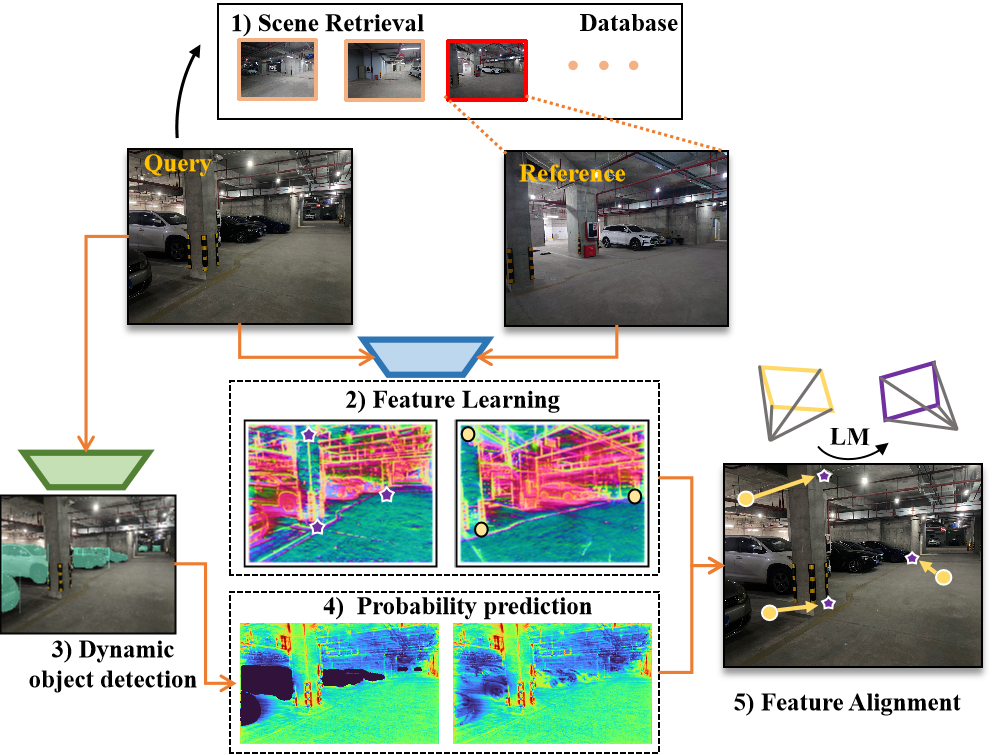 1) Scene Retrieval
Database
Query
Reference
2) Feature Learning
LM
3) Dynamic
object detection
4) Probability prediction
5) Feature Alignment